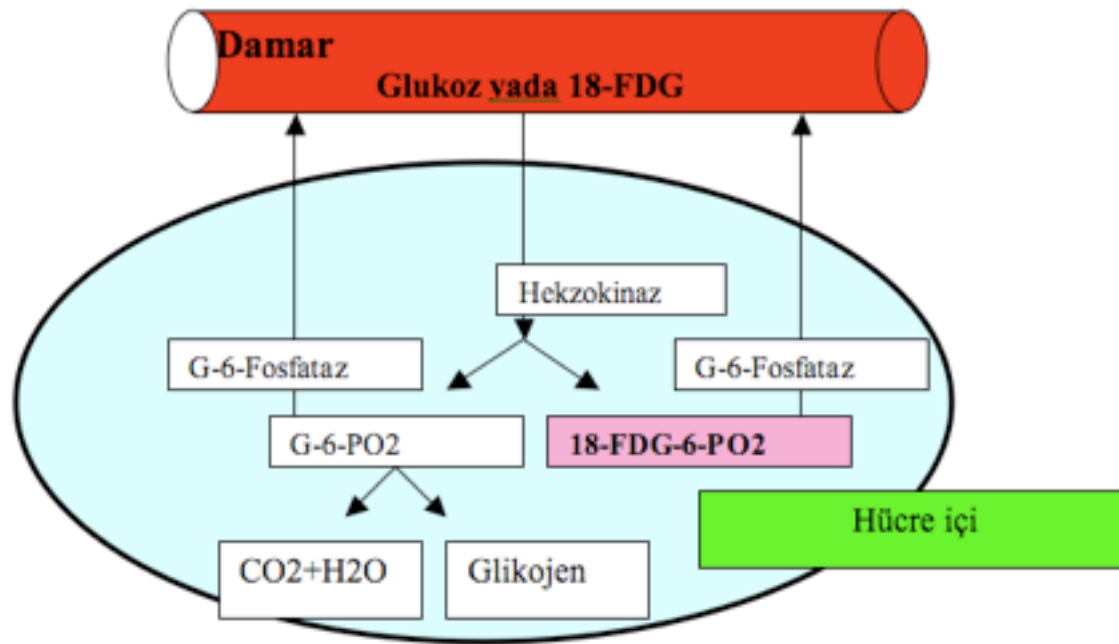 Damar
Glukoz yada 18-FDG
Hekzokinaz
G-6-Fosfataz
G-6-Fosfataz
G-6-PO2
18-FDG-6-PO2
Hücre içi
CO2+H2O
Glikojen